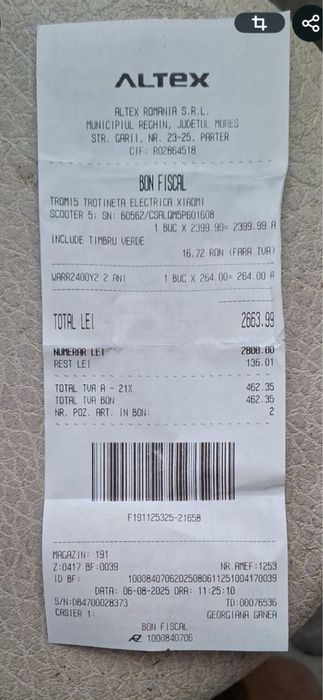 ALTEX
ALTEX ROMANIA S.R.L.
MUNICIPIUL REGHIN, JUDETUL MURES
STR. GARII, NR. 23-25, PARTER
CIF: RO2864518
BON FISCAL
TROMI5 TROTINETA ELECTRICA XIAOMI
SCOOTER 5: SN: 60562/CSALQM5P601608
1 BUC X 2399.99= 2399.99 A
INCLUDE TIMBRU VERDE
16.72 RON (FARA TVA)
WARR2400Y2 2 ANI 1 BUC X 264.00= 264.00 A
TOTAL LEI 2663.99
NUMERAR LEI 2800.00
REST LEI 136.01
TOTAL TVA A - 21% 462.35
TOTAL TVA BON 462.35
NR. POZ. ART. IN BON: 2
F191125325-21658
MAGAZIN: 191
Z:0417 BF:0039 NR.AMEF:1253
ID BF: 10008407062025080611251004170039
DATA: 06-08-2025 ORA: 11:25:10
S/N:DB4700028373 TD:00076536
CASIER 1: GEORGIANA GANEA
BON FISCAL
1000840706